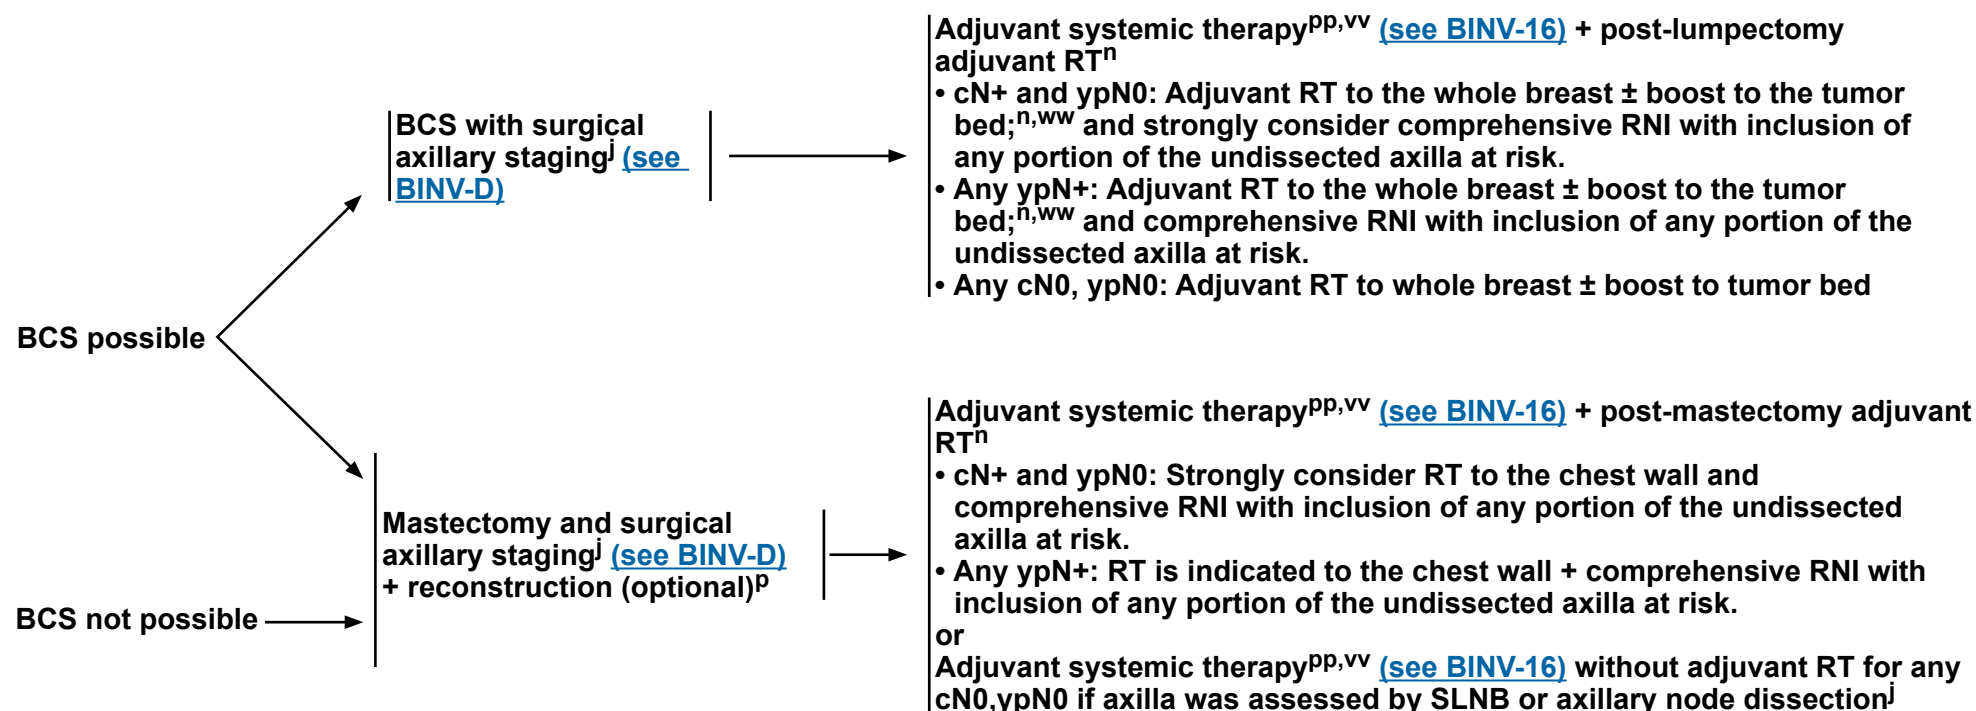 BCS possible
BCS not possible
BCS with surgical
axillary stagingj (see
BINV-D)
Mastectomy and surgical
axillary stagingj (see BINV-D)
+ reconstruction (optional)p
Adjuvant systemic therapypp,vv (see BINV-16) + post-lumpectomy
adjuvant RTn
• cN+ and ypN0: Adjuvant RT to the whole breast ± boost to the tumor
bed;n,ww and strongly consider comprehensive RNI with inclusion of
any portion of the undissected axilla at risk.
• Any ypN+: Adjuvant RT to the whole breast ± boost to the tumor
bed;n,ww and comprehensive RNI with inclusion of any portion of the
undissected axilla at risk.
• Any cN0, ypN0: Adjuvant RT to whole breast ± boost to tumor bed
Adjuvant systemic therapypp,vv (see BINV-16) + post-mastectomy adjuvant
RTn
• cN+ and ypN0: Strongly consider RT to the chest wall and
comprehensive RNI with inclusion of any portion of the undissected
axilla at risk.
• Any ypN+: RT is indicated to the chest wall + comprehensive RNI with
inclusion of any portion of the undissected axilla at risk.
or
Adjuvant systemic therapypp,vv (see BINV-16) without adjuvant RT for any
cN0,ypN0 if axilla was assessed by SLNB or axillary node dissectionj